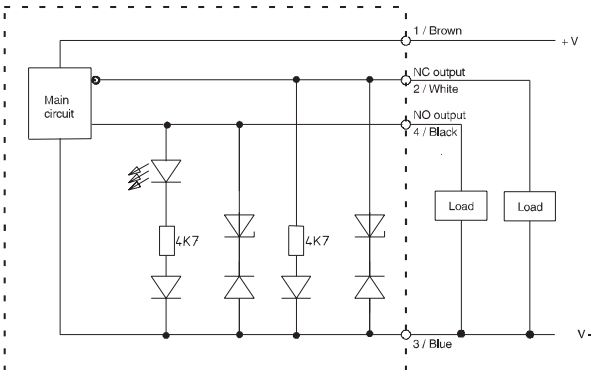 1 / Brown
+ V
NC output
2 / White
Main
circuit
NO output
4 / Black
Load
Load
4K7
4K7
3 / Blue
V -